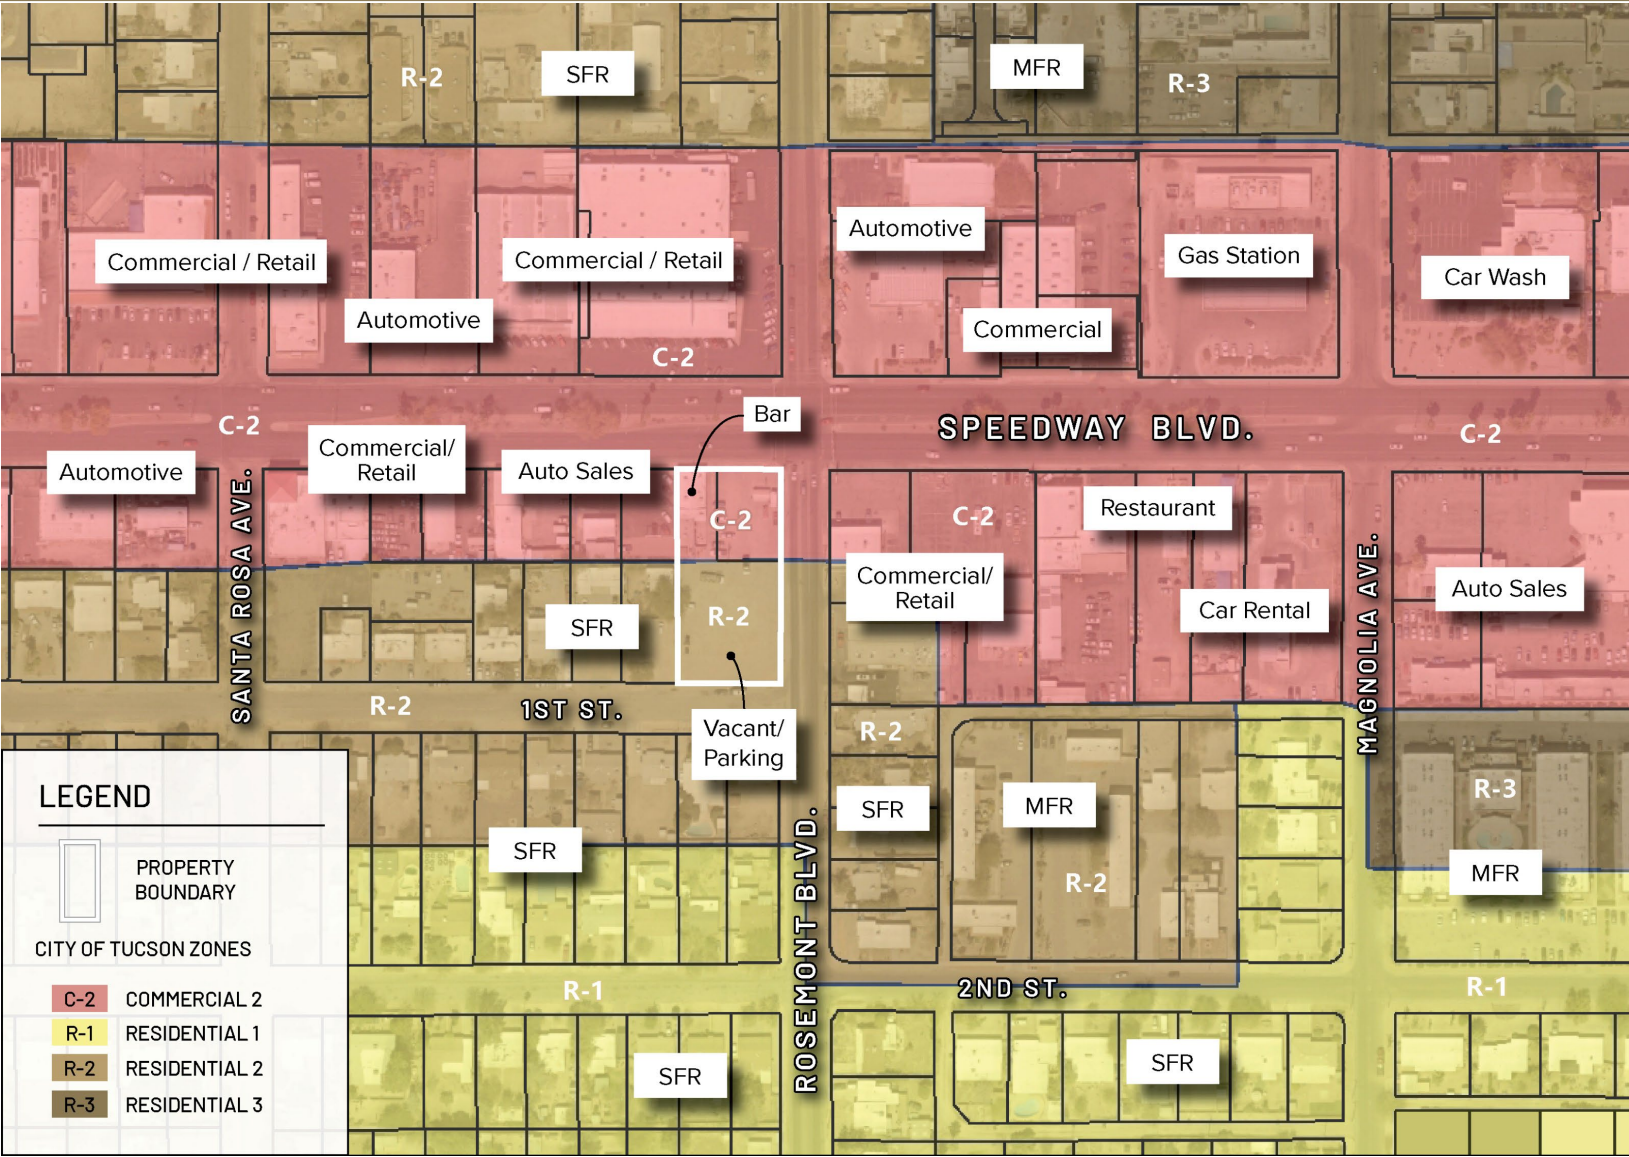 R-2
SFR
MFR
R-3
Commercial / Retail
Automotive
Commercial / Retail
C-2
Automotive
Commercial
Gas Station
Car Wash
C-2
Bar
SPEEDWAY BLVD.
C-2
Automotive
SANTA ROSA AVE.
Commercial/
Retail
Auto Sales
C-2
C-2
Restaurant
MAGNOLIA AVE.
Commercial/
Retail
Car Rental
Auto Sales
SFR
R-2
R-2
1ST ST.
Vacant/
Parking
R-2
SFR
MFR
R-2
R-3
MFR
SFR
ROSEMONT BLVD.
R-1
2ND ST.
R-1
SFR
SFR
LEGEND
PROPERTY
BOUNDARY
CITY OF TUCSON ZONES
C-2 COMMERCIAL 2
R-1 RESIDENTIAL 1
R-2 RESIDENTIAL 2
R-3 RESIDENTIAL 3